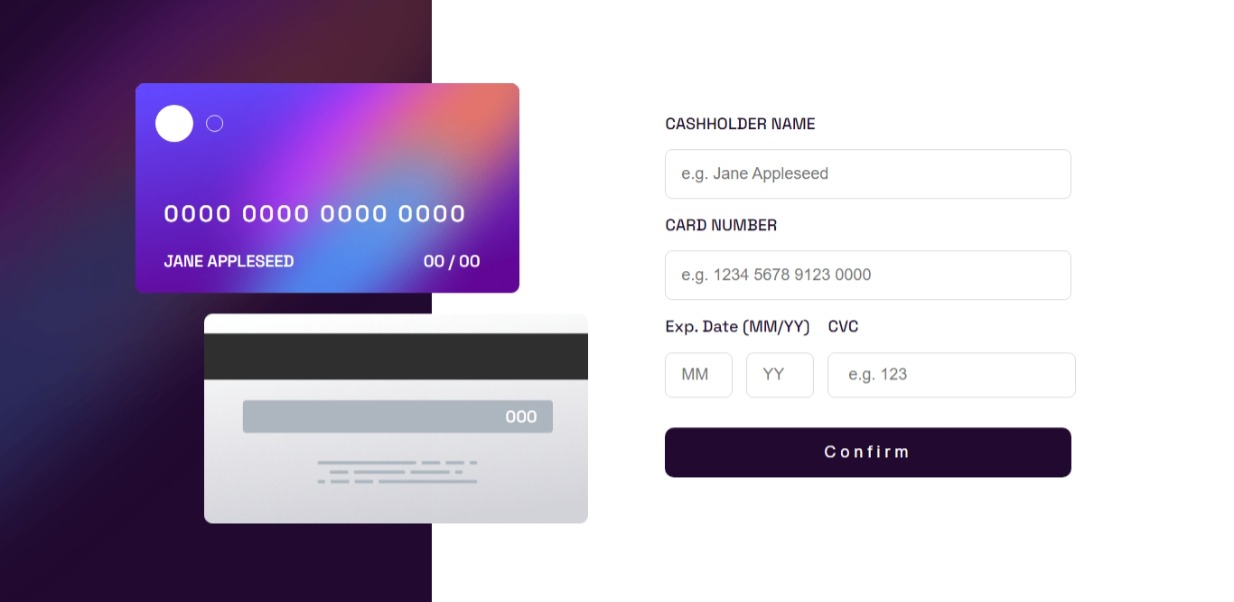 0000 0000 0000 0000
JANE APPLESEED 00 / 00
000
CASHHOLDER NAME
e.g. Jane Appleseed
CARD NUMBER
e.g. 1234 5678 9123 0000
Exp. Date (MM/YY) CVC
MM YY e.g. 123
Confirm